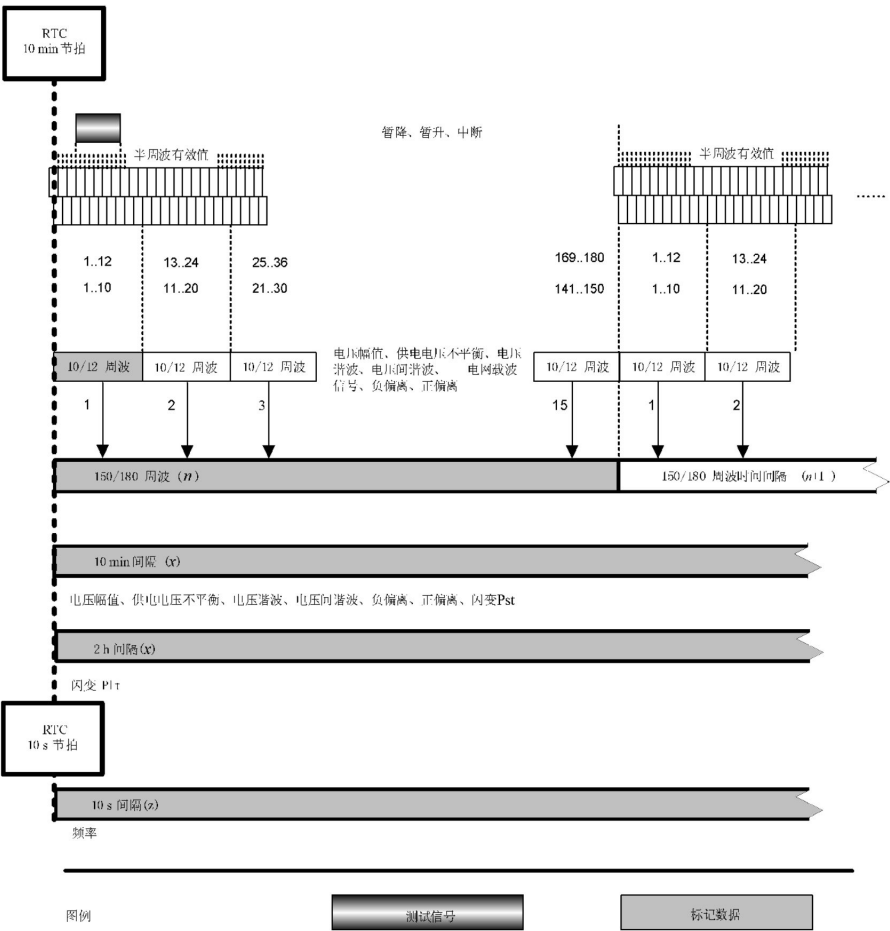 RTC
10 min 节拍
暂降、暂升、中断
半周波有效值
半周波有效值
......
1..12 13..24 25..36 169..180 1..12 13..24
1..10 11..20 21..30 141..150 1..10 11..20
电压幅值、供电电压不平衡、电压
谐波、电压间谐波、 电网载波
信号、负偏离、正偏离
10/12 周波 10/12 周波 10/12 周波 10/12 周波 10/12 周波 10/12 周波
1 2 3 15 1 2
150/180 周波 (n) 150/180 周波时间间隔 (n+1 )
10 min 间隔 (x)
电压幅值、供电电压不平衡、电压谐波、电压间谐波、负偏离、正偏离、闪变Pst
2 h 间隔(x)
闪变 Plτ
RTC
10 s 节拍
10 s 间隔(z)
频率
图例 测试信号 标记数据